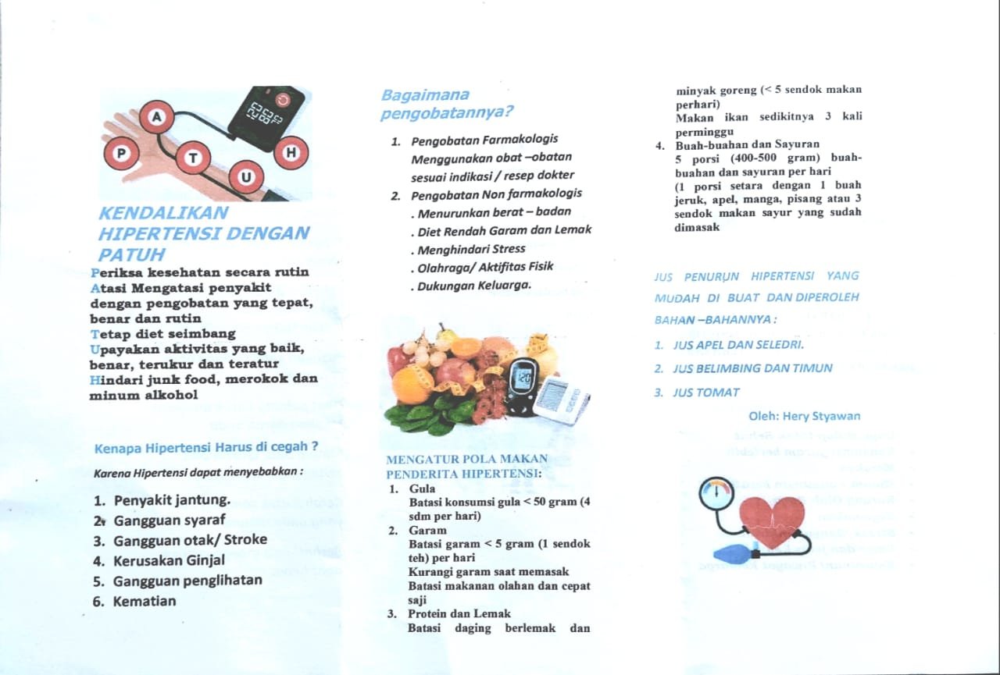 P
A
T
U
H
KENDALIKAN
HIPERTENSI DENGAN
PATUH
Periksa kesehatan secara rutin
Atasi Mengatasi penyakit
dengan pengobatan yang tepat,
benar dan rutin
Tetap diet seimbang
Upayakan aktivitas yang baik,
benar, terukur dan teratur
Hindari junk food, merokok dan
minum alkohol
Kenapa Hipertensi Harus di cegah ?
Karena Hipertensi dapat menyebabkan :
1. Penyakit jantung.
2. Gangguan syaraf
3. Gangguan otak/ Stroke
4. Kerusakan Ginjal
5. Gangguan penglihatan
6. Kematian
Bagaimana
pengobatannya?
1. Pengobatan Farmakologis
Menggunakan obat –obatan
sesuai indikasi / resep dokter
2. Pengobatan Non farmakologis
. Menurunkan berat – badan
. Diet Rendah Garam dan Lemak
. Menghindari Stress
. Olahraga/ Aktifitas Fisik
. Dukungan Keluarga.
MENGATUR POLA MAKAN
PENDERITA HIPERTENSI:
1. Gula
Batasi konsumsi gula < 50 gram (4
sdm per hari)
2. Garam
Batasi garam < 5 gram (1 sendok
teh) per hari
Kurangi garam saat memasak
Batasi makanan olahan dan cepat
saji
3. Protein dan Lemak
Batasi daging berlemak dan
minyak goreng (< 5 sendok makan
perhari)
Makan ikan sedikitnya 3 kali
perminggu
4. Buah-buahan dan Sayuran
5 porsi (400-500 gram) buah-
buahan dan sayuran per hari
(1 porsi setara dengan 1 buah
jeruk, apel, manga, pisang atau 3
sendok makan sayur yang sudah
dimasak
JUS PENURUN HIPERTENSI YANG
MUDAH DI BUAT DAN DIPEROLEH
BAHAN –BAHANNYA :
1. JUS APEL DAN SELEDRI.
2. JUS BELIMBING DAN TIMUN
3. JUS TOMAT
Oleh: Hery Styawan